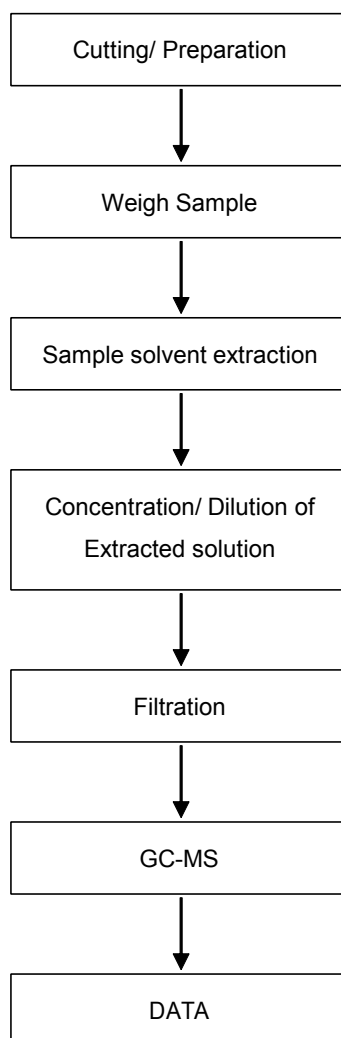 Cutting/ Preparation
Weigh Sample
Sample solvent extraction
Concentration/ Dilution of
Extracted solution
Filtration
GC-MS
DATA